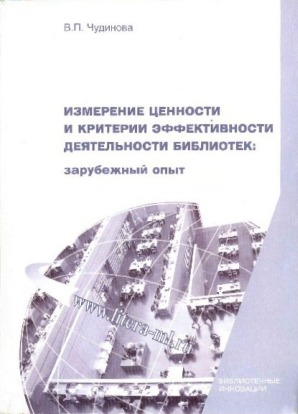 В.П. Чудинова
ИЗМЕРЕНИЕ ЦЕННОСТИ
И КРИТЕРИИ ЭФФЕКТИВНОСТИ
ДЕЯТЕЛЬНОСТИ БИБЛИОТЕК:
зарубежный опыт
www.litera-ml.ru
БИБЛИОТЕЧНЫЕ
ИННОВАЦИИ